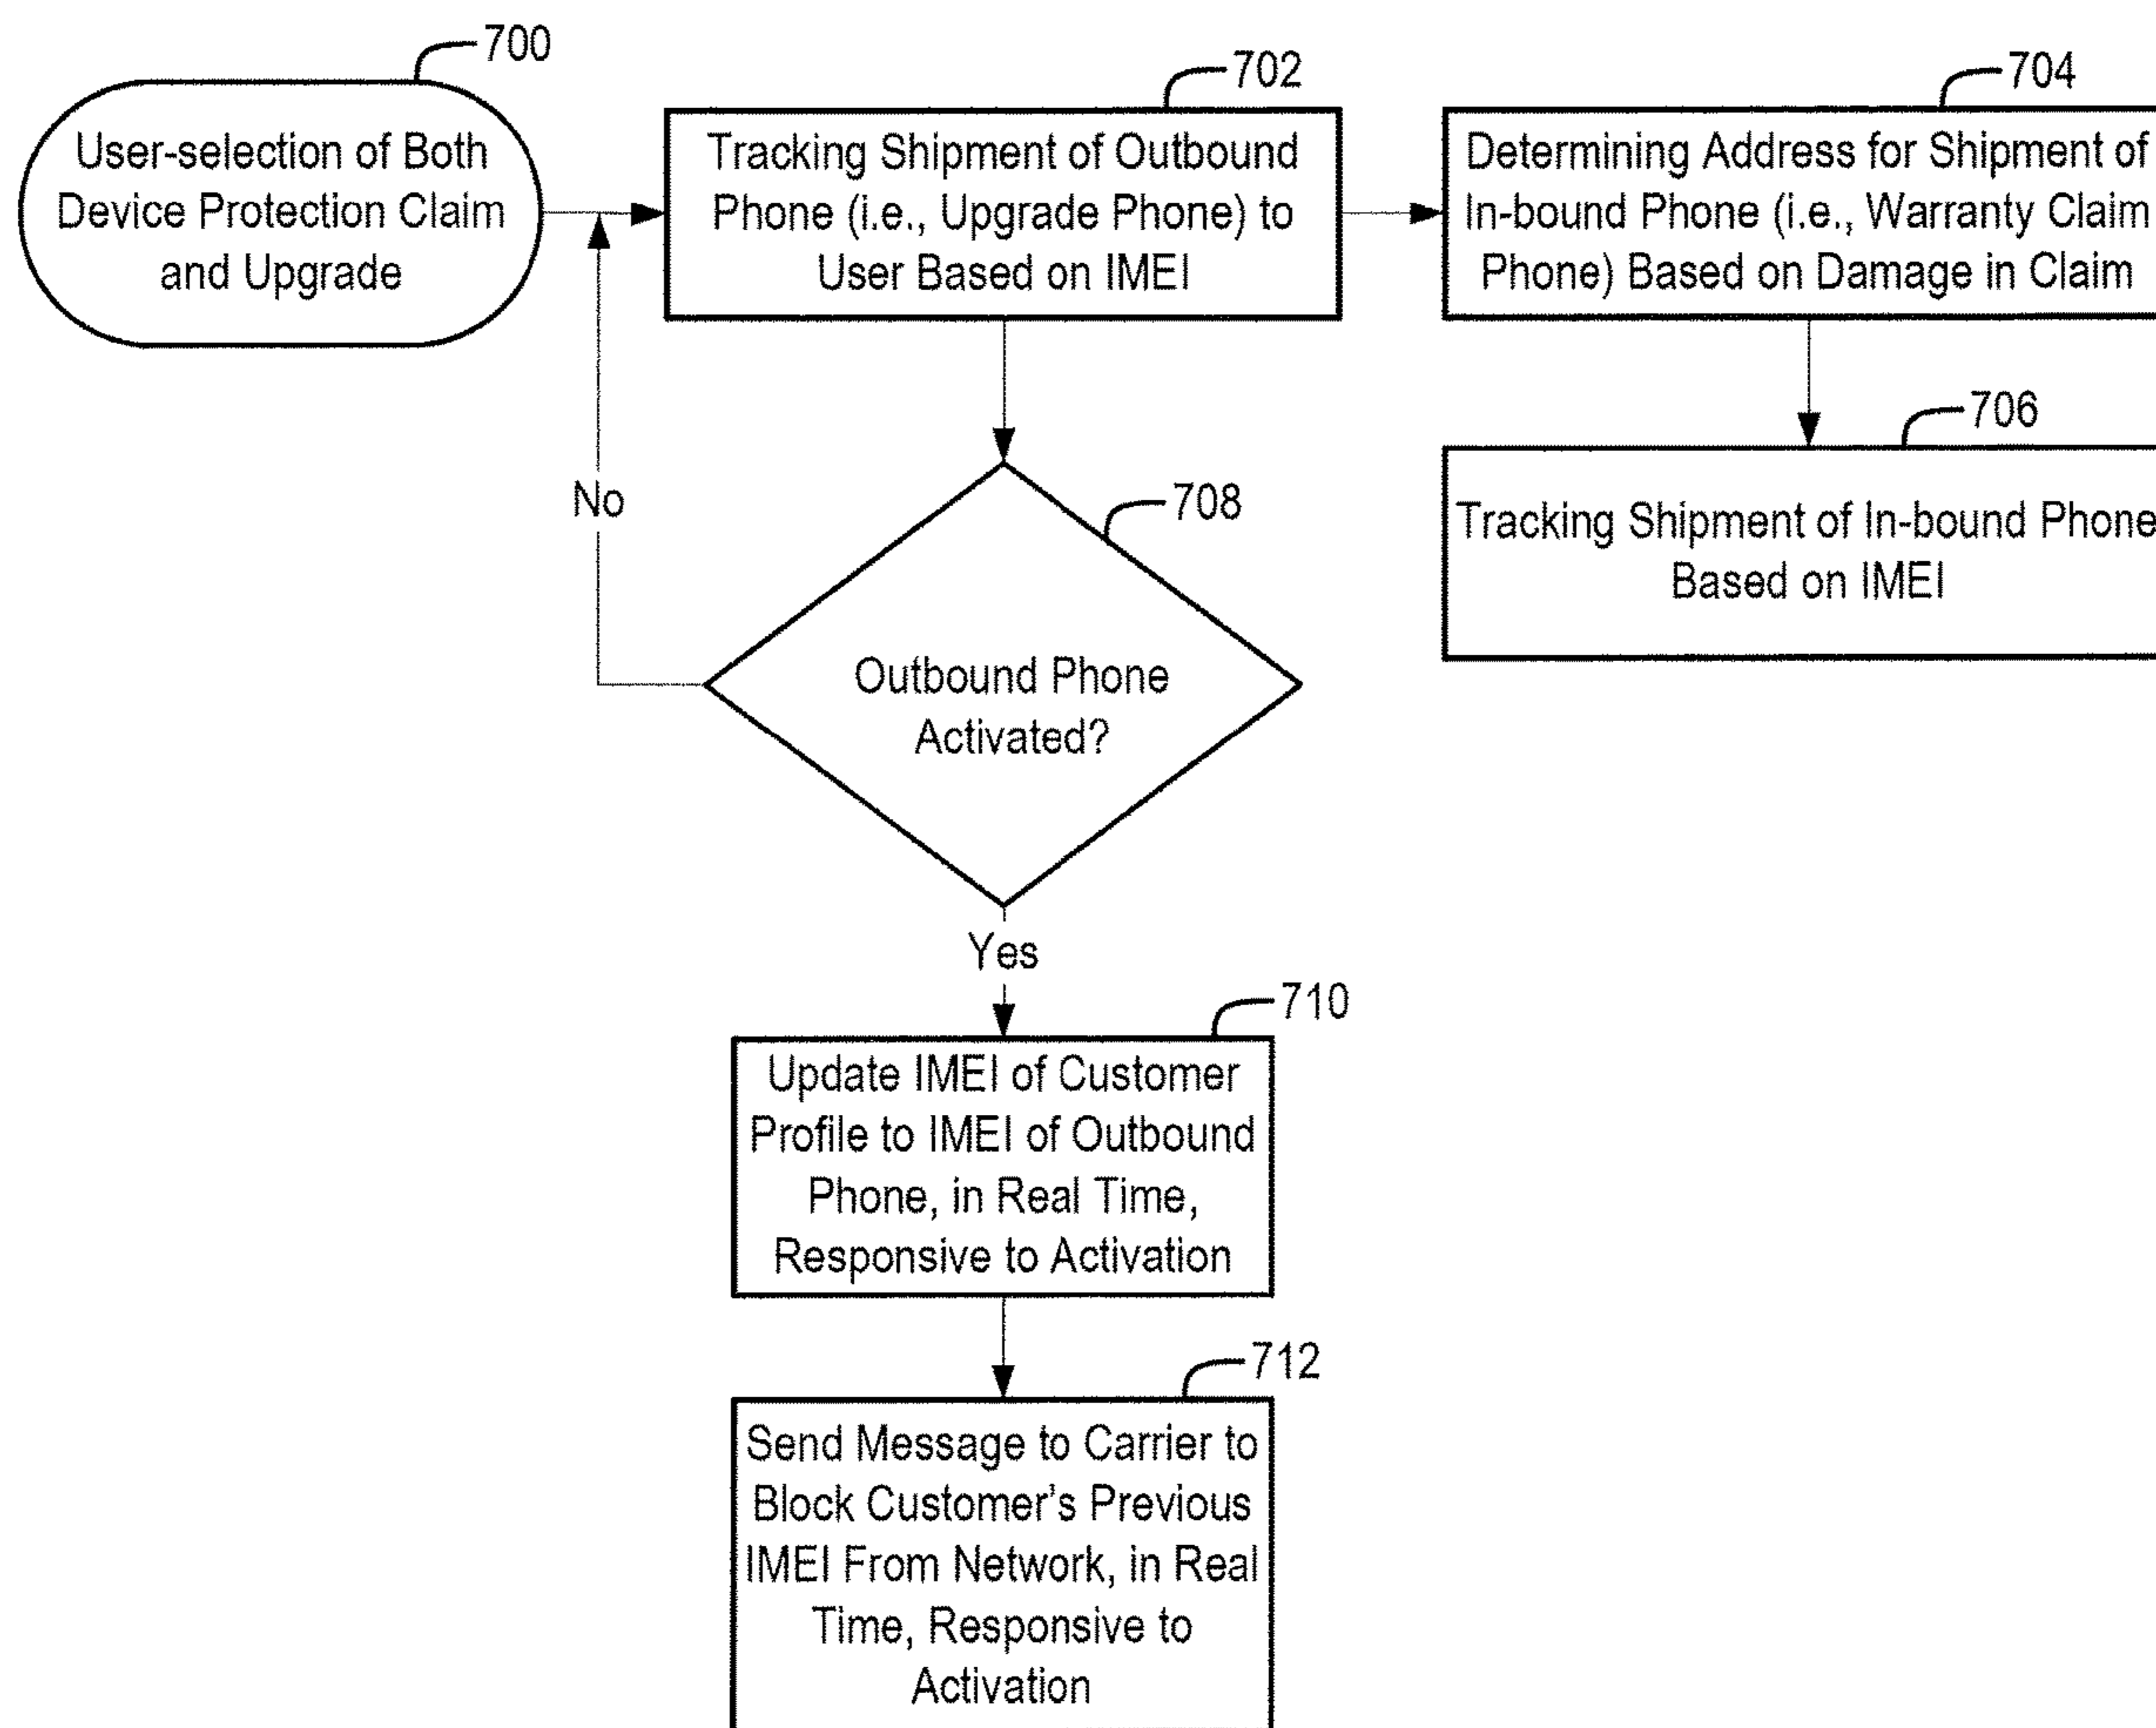 700
User-selection of Both
Device Protection Claim
and Upgrade
702
Tracking Shipment of Outbound
Phone (i.e., Upgrade Phone) to
User Based on IMEI
704
Determining Address for Shipment of
In-bound Phone (i.e., Warranty Claim
Phone) Based on Damage in Claim
706
Tracking Shipment of In-bound Phone
Based on IMEI
No
708
Outbound Phone
Activated?
Yes
710
Update IMEI of Customer
Profile to IMEI of Outbound
Phone, in Real Time,
Responsive to Activation
712
Send Message to Carrier to
Block Customer's Previous
IMEI From Network, in Real
Time, Responsive to
Activation